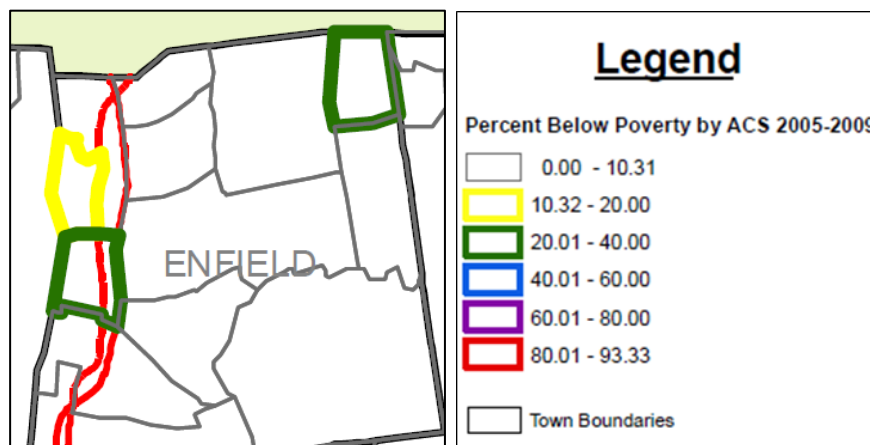 ENFIELD
Legend
Percent Below Poverty by ACS 2005-2009
0.00 - 10.31
10.32 - 20.00
20.01 - 40.00
40.01 - 60.00
60.01 - 80.00
80.01 - 93.33
Town Boundaries